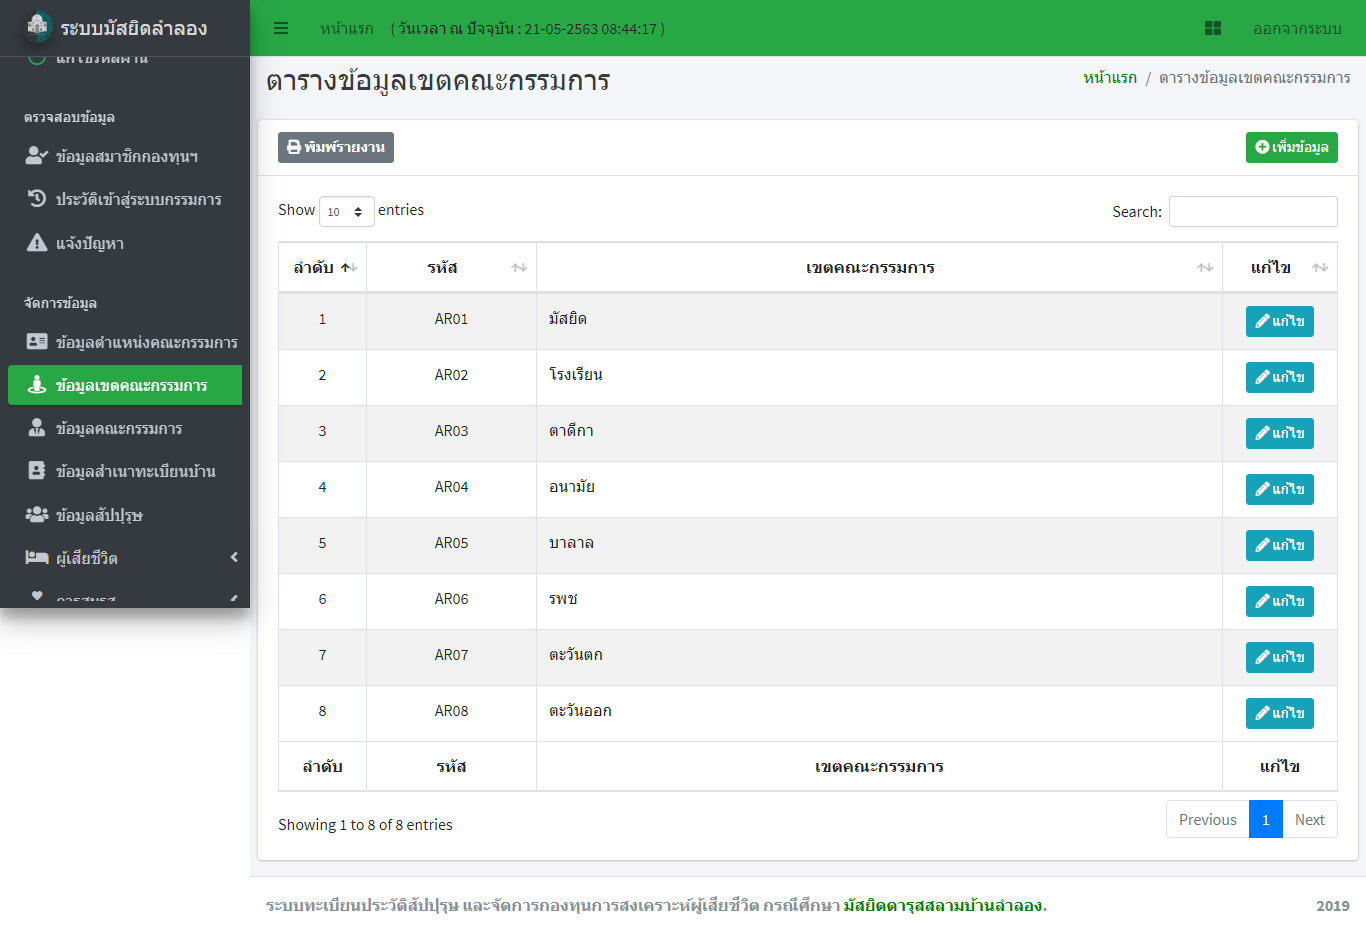 ระบบมัสยิดลำลอง
หน้าแรก
( วันเวลา ณ ปัจจุบัน : 21-05-2563 08:44:17 )
ออกจากระบบ
แก้ไขรหัสผ่าน
ตรวจสอบข้อมูล
ข้อมูลสมาชิกกองทุนฯ
ประวัติเข้าสู่ระบบกรรมการ
แจ้งปัญหา
จัดการข้อมูล
ข้อมูลตำแหน่งคณะกรรมการ
ข้อมูลเขตคณะกรรมการ
ข้อมูลคณะกรรมการ
ข้อมูลสำเนาทะเบียนบ้าน
ข้อมูลสัปปุรุษ
ผู้เสียชีวิต
การสมรส
ตารางข้อมูลเขตคณะกรรมการ
หน้าแรก / ตารางข้อมูลเขตคณะกรรมการ
พิมพ์รายงาน
เพิ่มข้อมูล
Show 10 entries
Search:
ลำดับ รหัส เขตคณะกรรมการ แก้ไข
1 AR01 มัสยิด แก้ไข
2 AR02 โรงเรียน แก้ไข
3 AR03 ตาดีกา แก้ไข
4 AR04 อนามัย แก้ไข
5 AR05 บาลาล แก้ไข
6 AR06 รพช แก้ไข
7 AR07 ตะวันตก แก้ไข
8 AR08 ตะวันออก แก้ไข
ลำดับ รหัส เขตคณะกรรมการ แก้ไข
Showing 1 to 8 of 8 entries
Previous 1 Next
ระบบทะเบียนประวัติสัปปุรุษ และจัดการกองทุนการสงเคราะห์ผู้เสียชีวิต กรณีศึกษา มัสยิดดารุสสลามบ้านลำลอง.
2019